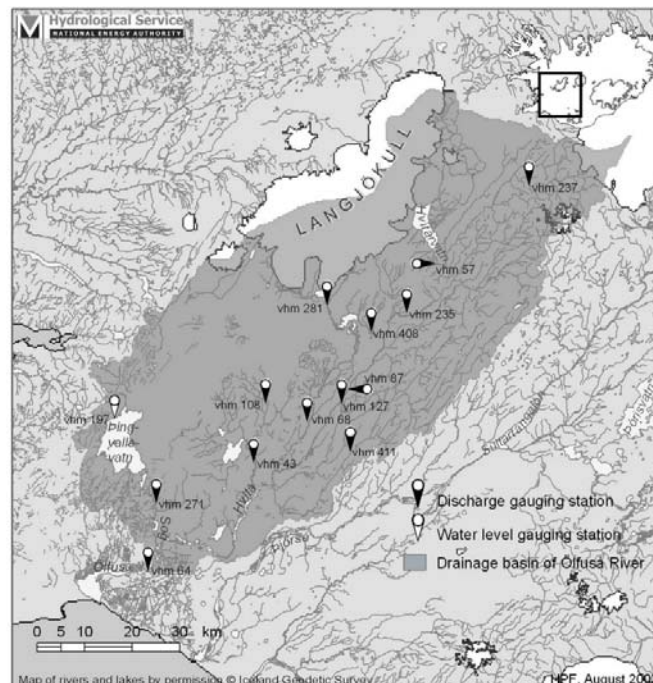 Hydrological Service
NATIONAL ENERGY AUTHORITY
LANGJÖKULL
vhm 237
vhm 57
vhm 281
vhm 235
vhm 408
vhm 87
vhm 197
vhm 108
vhm 127
vhm 68
Þing-
valla-
vatn
vhm 43
vhm 411
vhm 271
Hvítá
Sog
Þjórsá
vhm 64
Discharge gauging station
Water level gauging station
Drainage basin of Ölfusá River
0 5 10 20 30 km
Map of rivers and lakes by permission © Iceland Geodetic Survey
HPF, August